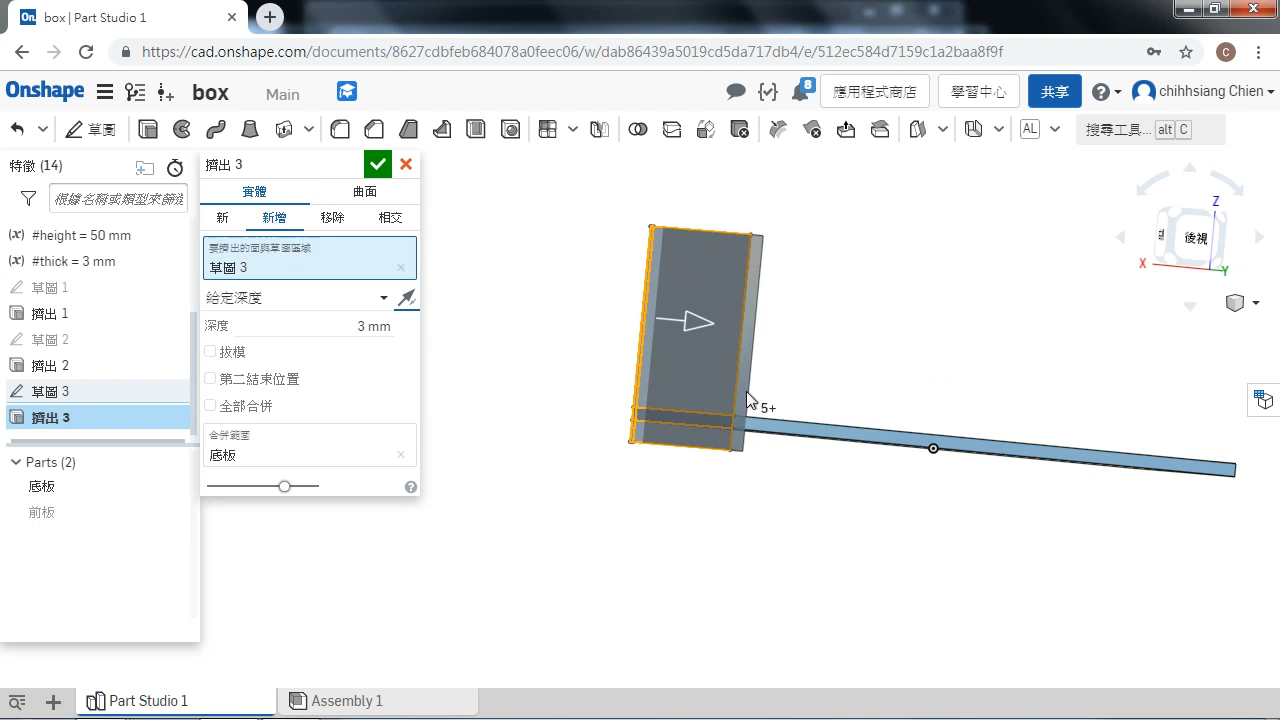 box | Part Studio 1
https://cad.onshape.com/documents/8627cdbfeb684078a0feec06/w/dab86439a5019cd5da717db4/e/512ec584d7159c1a2baa8f9f
C
Onshape
box
Main
8
應用程式商店
學習中心
共享
chihhsiang Chien
草圖
AL
搜尋工具...
alt
C
特徵 (14)
根據名稱或類型來篩選
#height = 50 mm
#thick = 3 mm
草圖 1
擠出 1
草圖 2
擠出 2
草圖 3
擠出 3
Parts (2)
底板
前板
擠出 3
實體
曲面
新
新增
移除
相交
要擠出的面與草圖區域
草圖 3
给定深度
深度
3 mm
拔模
第二結束位置
全部合併
合併範圍
底板
5+
Z
後視
X
Y
Part Studio 1
Assembly 1